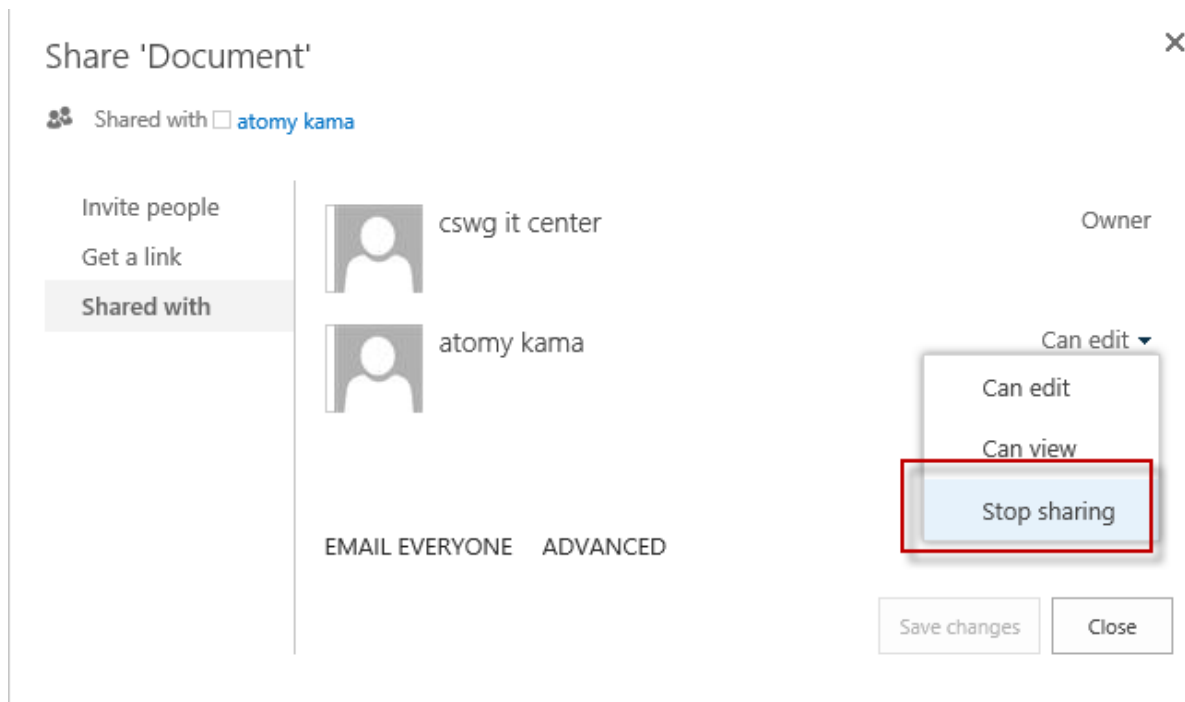 Share 'Document'
Shared with atomy kama
Invite people
Get a link
Shared with
cswg it center
Owner
atomy kama
Can edit
Can edit
Can view
Stop sharing
EMAIL EVERYONE ADVANCED
Save changes Close